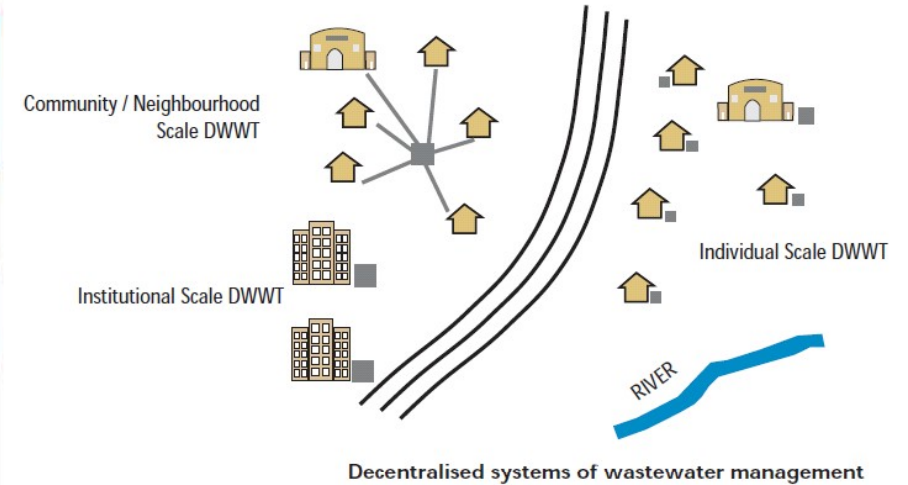 Community / Neighbourhood
Scale DWWT
Institutional Scale DWWT
Individual Scale DWWT
RIVER
Decentralised systems of wastewater management